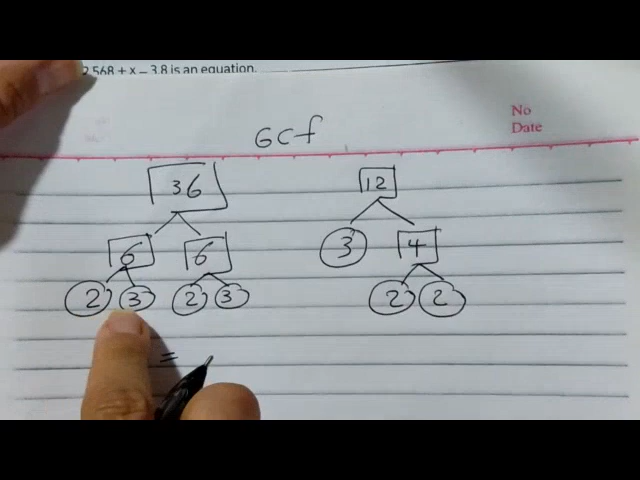 2.568 + x – 3.8 is an equation.
No
GCf
Date
36 12
6 6 3 4
2 3 2 3 2 2
=